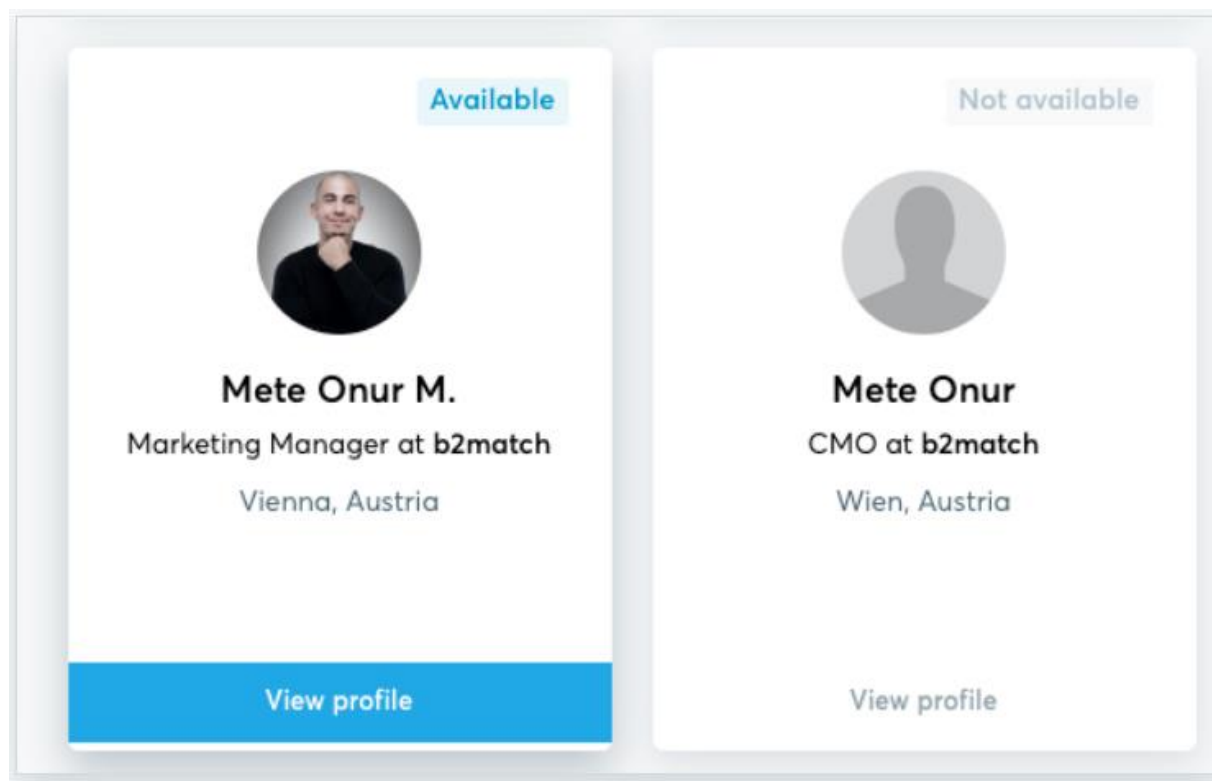 Available
Mete Onur M.
Marketing Manager at b2match
Vienna, Austria
View profile
Not available
Mete Onur
CMO at b2match
Wien, Austria
View profile